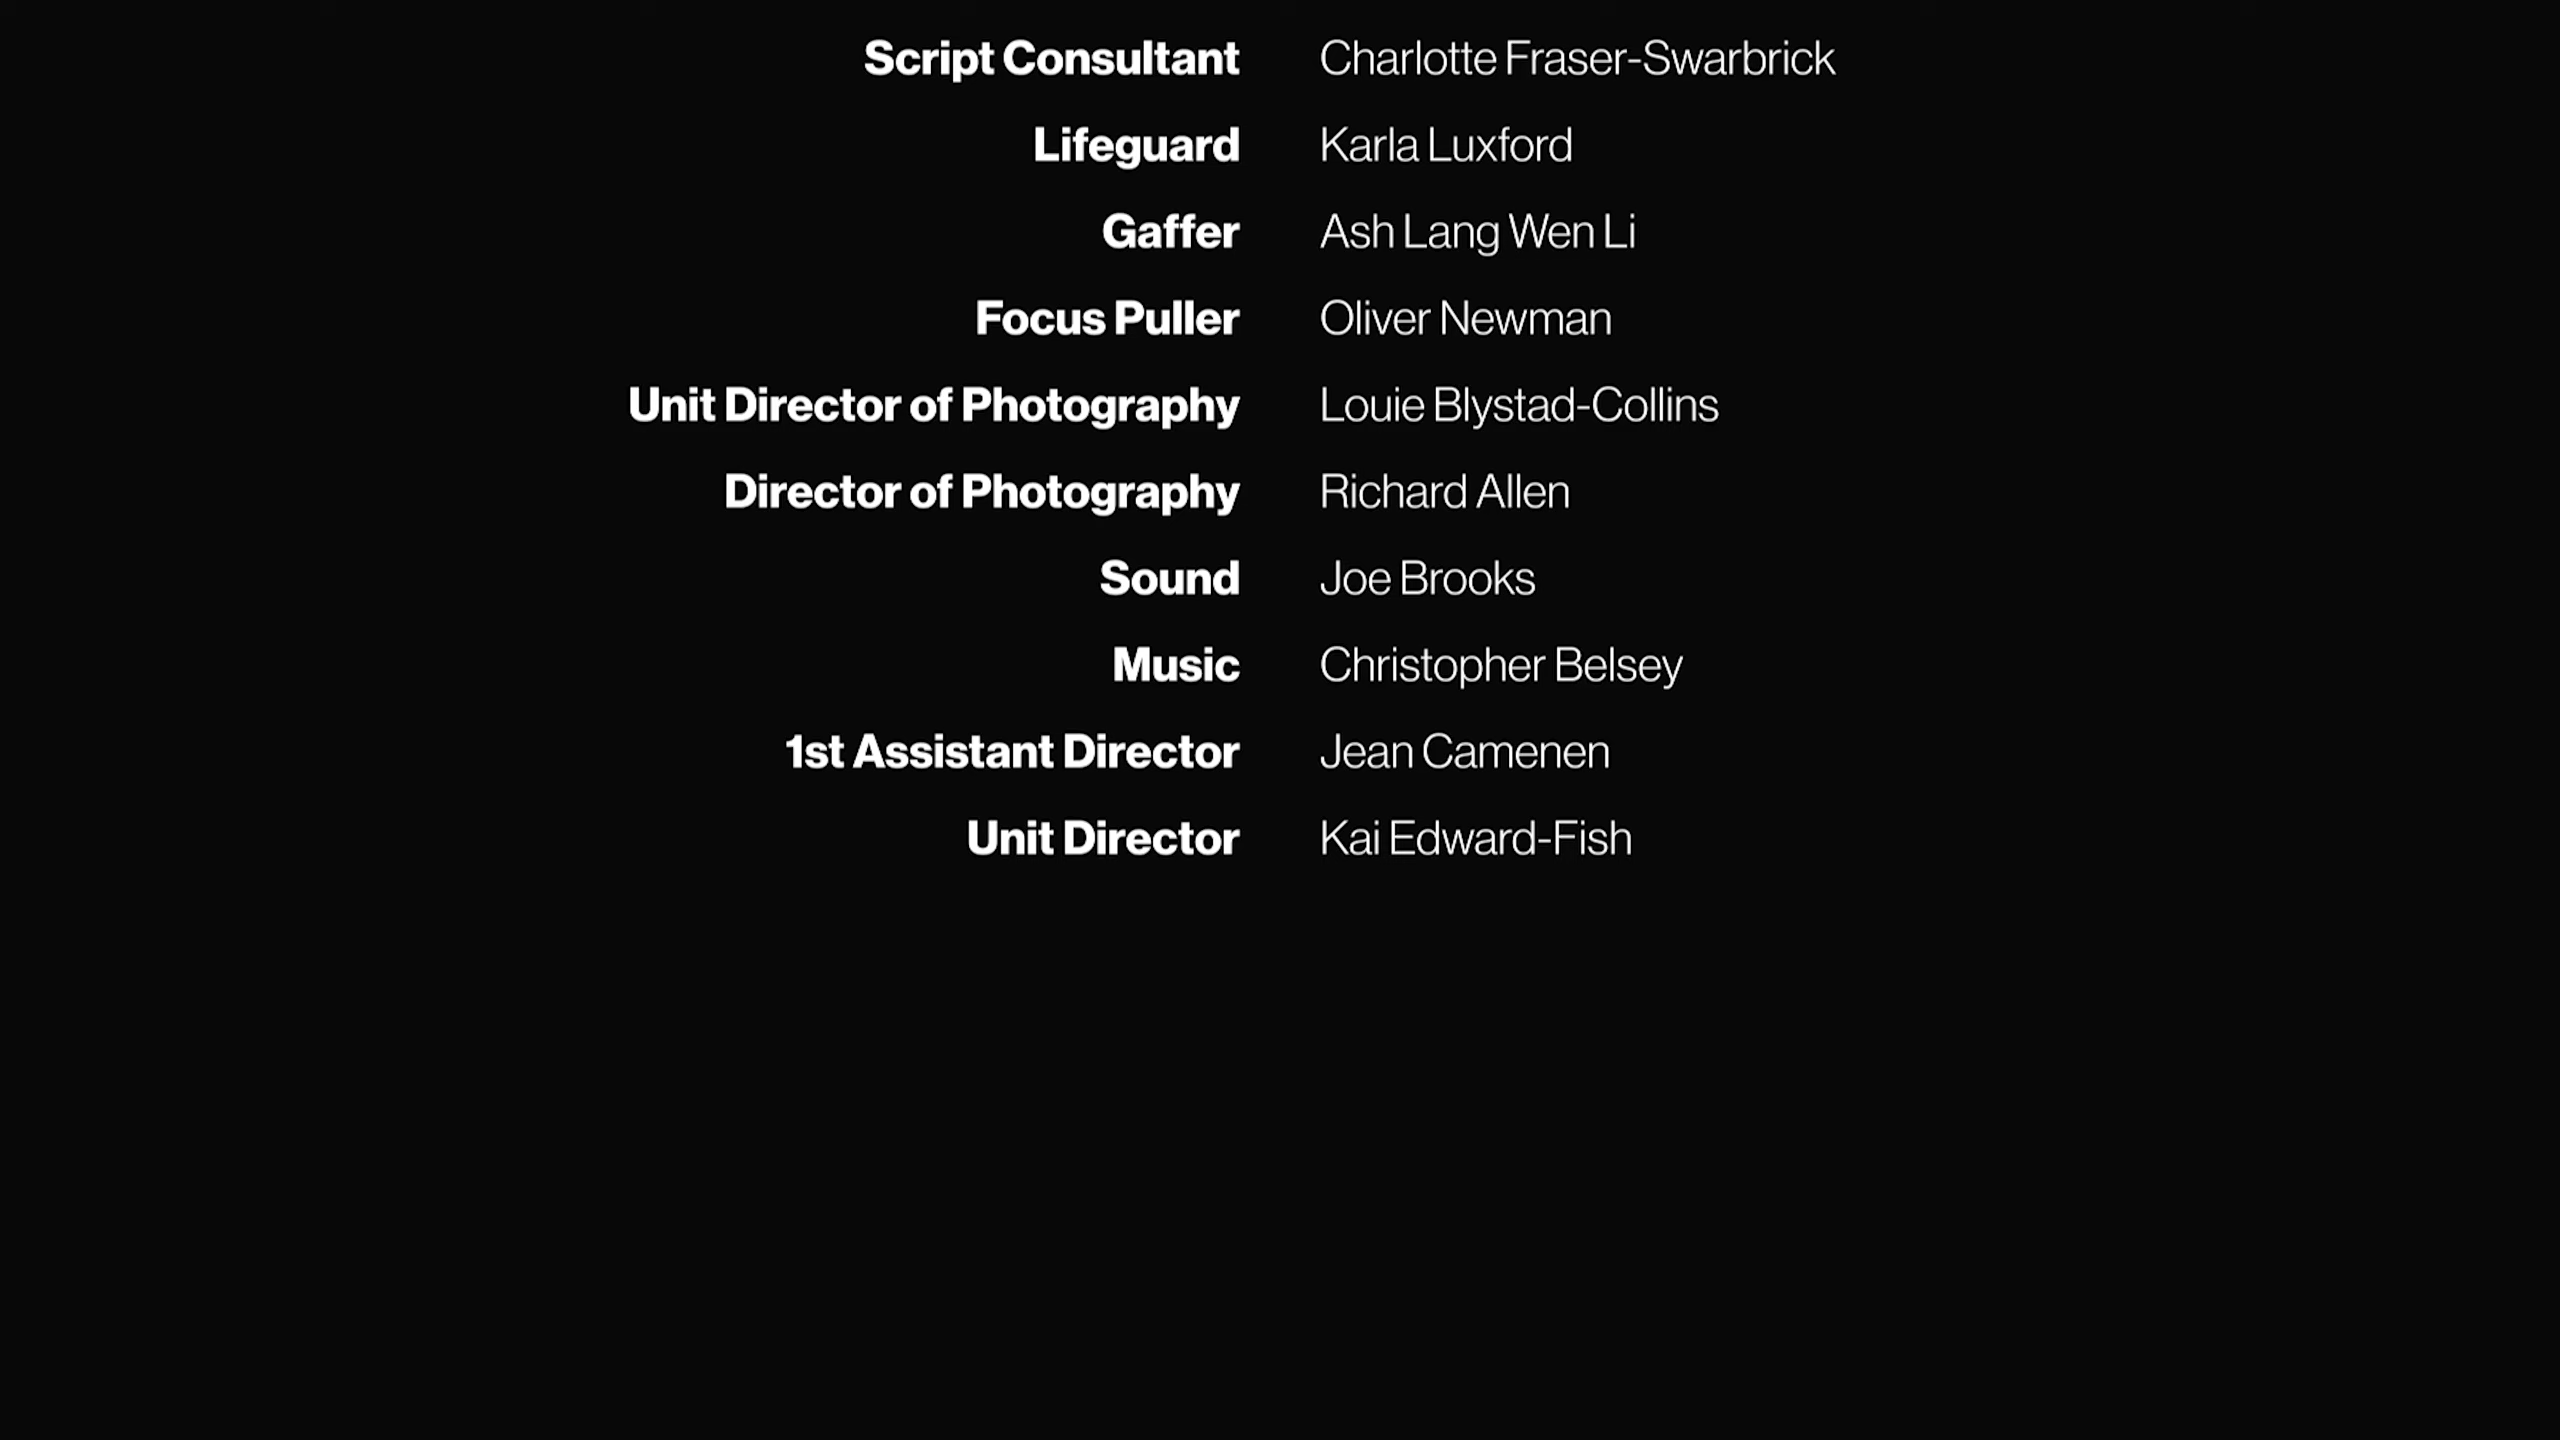 Script Consultant Charlotte Fraser-Swarbrick
Lifeguard Karla Luxford
Gaffer Ash Lang Wen Li
Focus Puller Oliver Newman
Unit Director of Photography Louie Blystad-Collins
Director of Photography Richard Allen
Sound Joe Brooks
Music Christopher Belsey
1st Assistant Director Jean Camenen
Unit Director Kai Edward-Fish